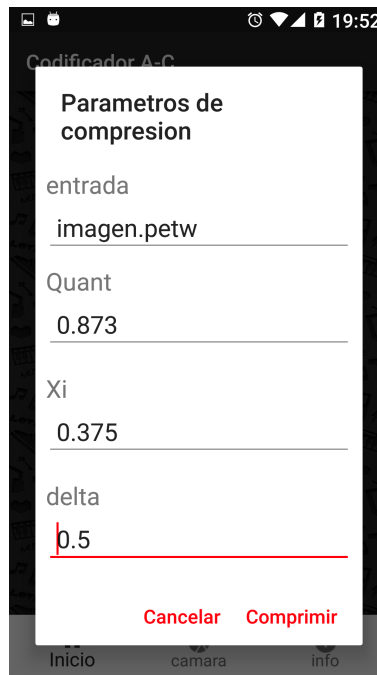 19:52
Codificador A-C
Parametros de
compresion
entrada
imagen.petw
Quant
0.873
Xi
0.375
delta
0.5
Cancelar Comprimir
Inicio camara info